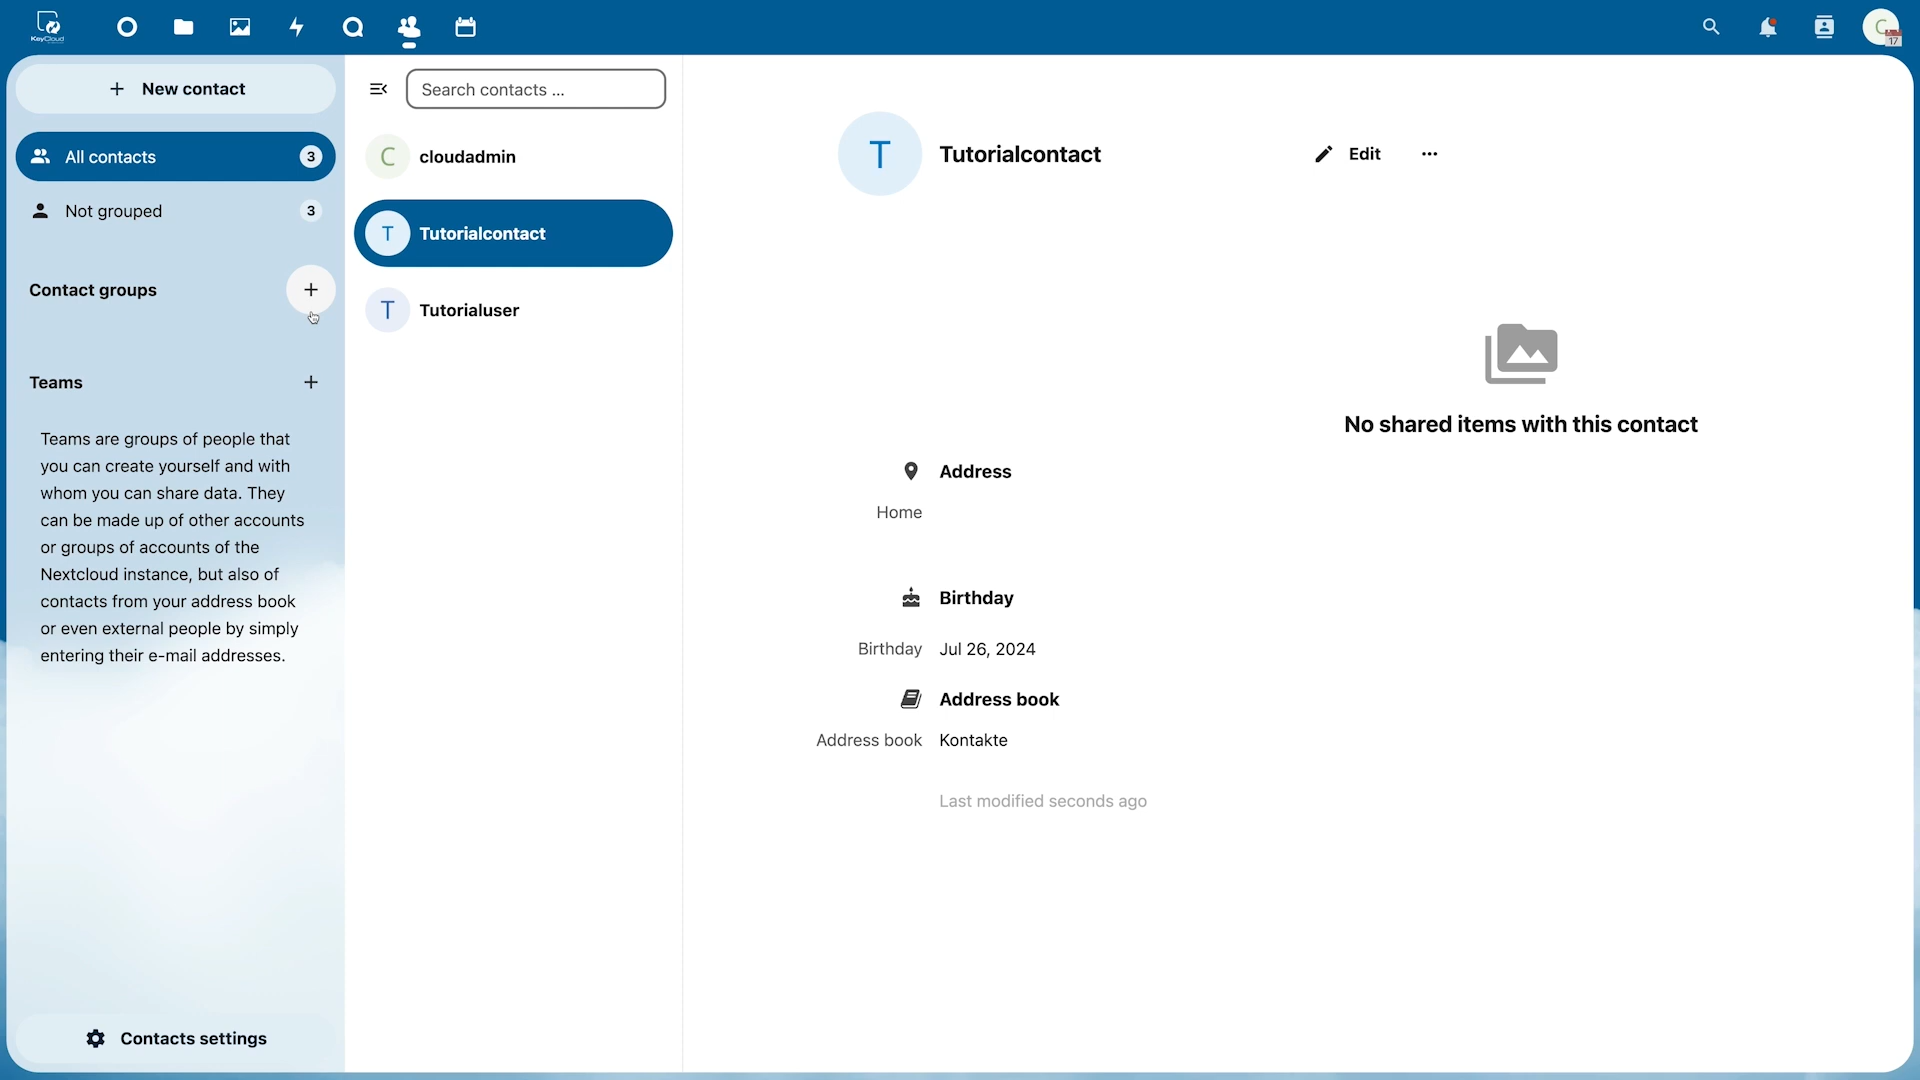 KeyCloud
C
17
+ New contact
All contacts 3
Not grouped 3
Contact groups +
Teams +
Teams are groups of people that
you can create yourself and with
whom you can share data. They
can be made up of other accounts
or groups of accounts of the
Nextcloud instance, but also of
contacts from your address book
or even external people by simply
entering their e-mail addresses.
Contacts settings
Search contacts ...
C cloudadmin
T Tutorialcontact
T Tutorialuser
T Tutorialcontact
Edit ...
No shared items with this contact
Address
Home
Birthday
Birthday Jul 26, 2024
Address book
Address book Kontakte
Last modified seconds ago